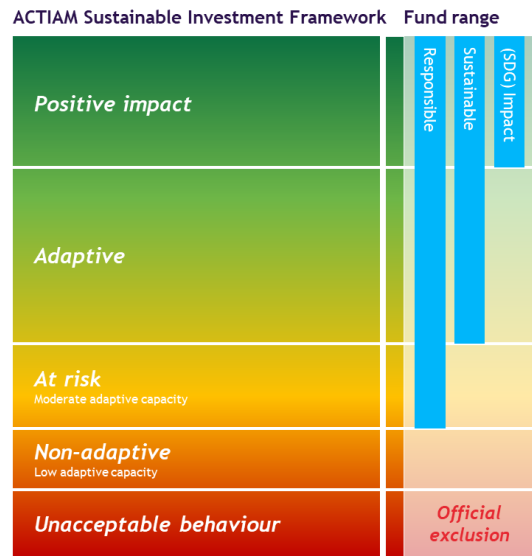 ACTIAM Sustainable Investment Framework
Fund range
Positive impact
Adaptive
At risk
Moderate adaptive capacity
Non-adaptive
Low adaptive capacity
Unacceptable behaviour
Responsible
Sustainable
(SDG) Impact
Official
exclusion